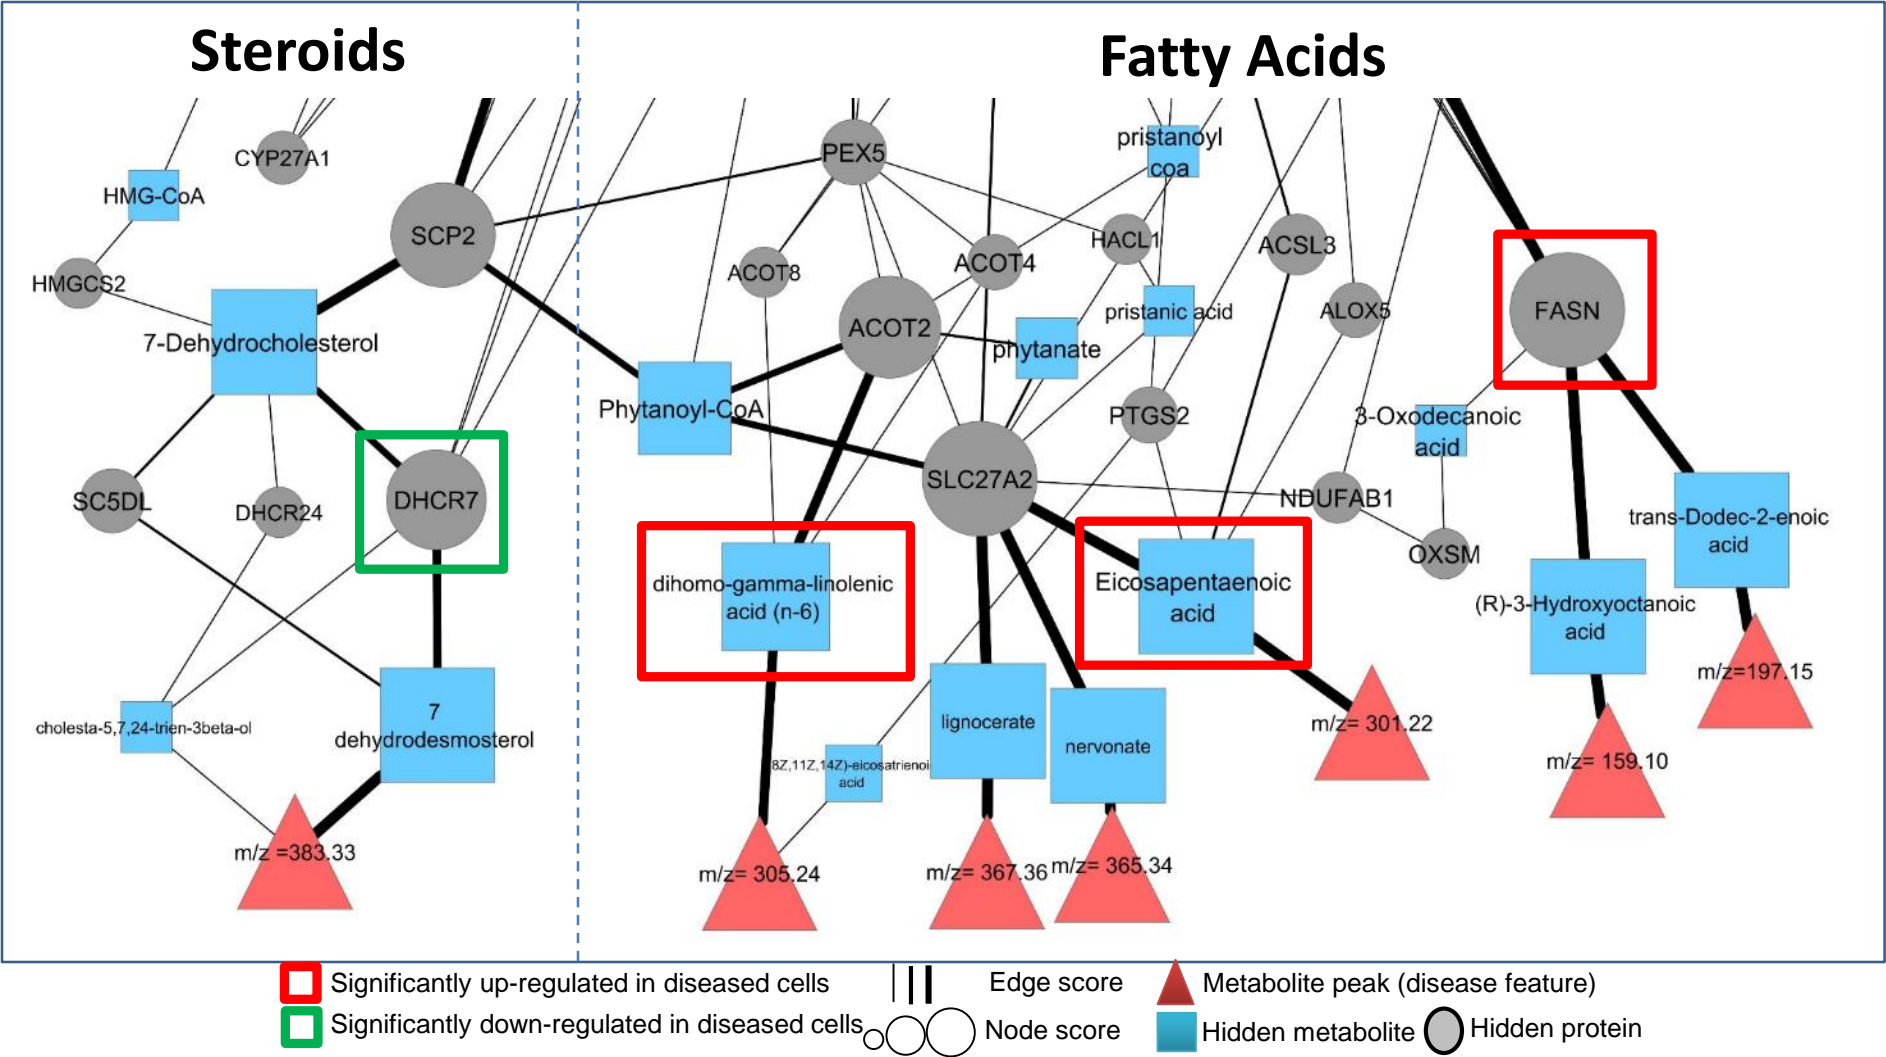 Steroids
Fatty Acids
CYP27A1
HMG-CoA
SCP2
HMGCS2
7-Dehydrocholesterol
SC5DL
DHCR24
DHCR7
cholesta-5,7,24-trien-3beta-ol
7
dehydrodesmosterol
m/z =383.33
PEX5
pristanoyl
coa
HACL1
ACSL3
ACOT8
ACOT4
ACOT2
pristanic acid
ALOX5
FASN
phytanate
Phytanoyl-CoA
PTGS2
3-Oxodecanoic
acid
SLC27A2
NDUFAB1
OXSM
trans-Dodec-2-enoic
acid
dihomo-gamma-linolenic
acid (n-6)
Eicosapentaenoic
acid
(R)-3-Hydroxyoctanoic
acid
m/z=197.15
lignocerate
nervonate
m/z= 301.22
m/z= 159.10
8Z,11Z,14Z)-eicosatrienoi
acid
m/z= 305.24
m/z= 367.36
m/z= 365.34
Significantly up-regulated in diseased cells
Edge score
Metabolite peak (disease feature)
Significantly down-regulated in diseased cells
Node score
Hidden metabolite
Hidden protein